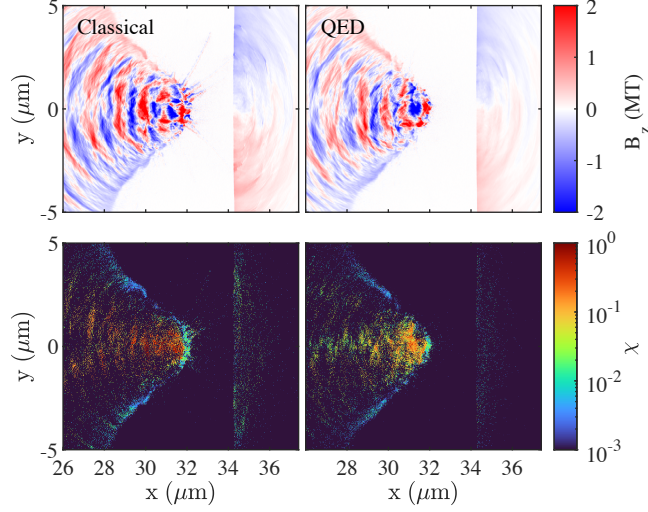 5
Classical
QED
2
y (μm)
0
1
0
B_z (MT)
-1
-5
-2
5
10^0
10^-1
y (μm)
0
χ
10^-2
-5
10^-3
26 28 30 32 34 36
28 30 32 34 36
x (μm)
x (μm)